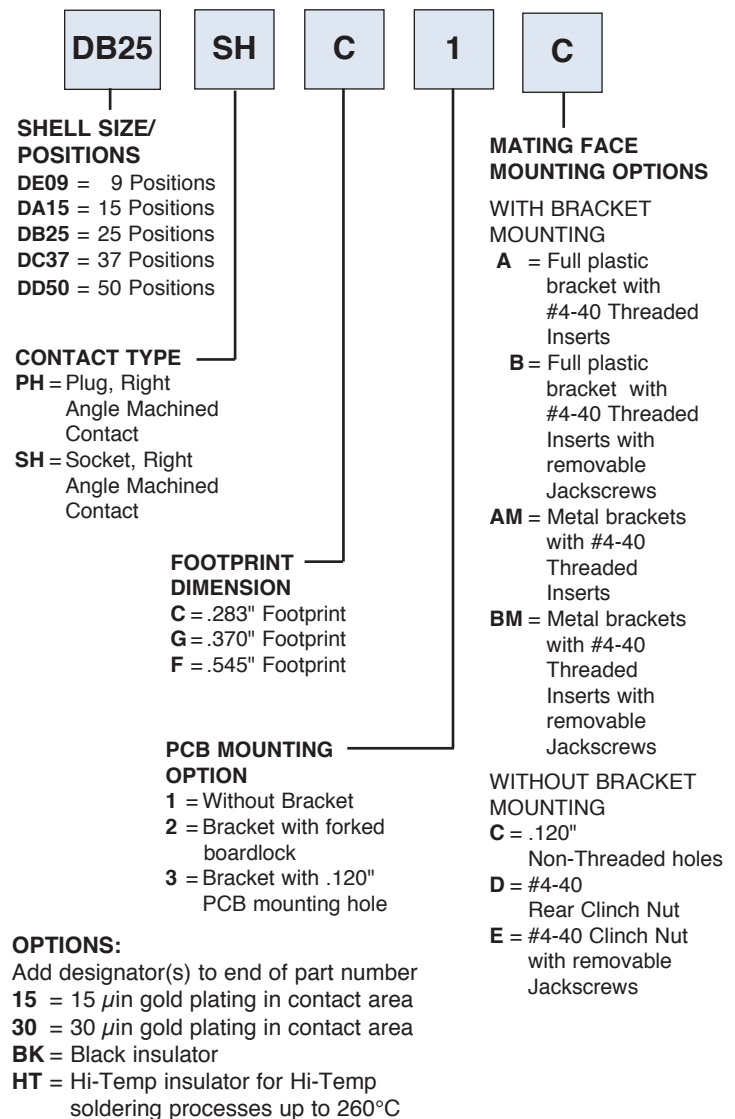 DB25 SH C 1 C
SHELL SIZE/
POSITIONS
DE09 = 9 Positions
DA15 = 15 Positions
DB25 = 25 Positions
DC37 = 37 Positions
DD50 = 50 Positions
CONTACT TYPE
PH = Plug, Right
Angle Machined
Contact
SH = Socket, Right
Angle Machined
Contact
FOOTPRINT
DIMENSION
C = .283" Footprint
G = .370" Footprint
F = .545" Footprint
PCB MOUNTING
OPTION
1 = Without Bracket
2 = Bracket with forked
boardlock
3 = Bracket with .120"
PCB mounting hole
MATING FACE
MOUNTING OPTIONS
WITH BRACKET
MOUNTING
A = Full plastic
bracket with
#4-40 Threaded
Inserts
B = Full plastic
bracket with
#4-40 Threaded
Inserts with
removable
Jackscrews
AM = Metal brackets
with #4-40
Threaded
Inserts
BM = Metal brackets
with #4-40
Threaded
Inserts with
removable
Jackscrews
WITHOUT BRACKET
MOUNTING
C = .120"
Non-Threaded holes
D = #4-40
Rear Clinch Nut
E = #4-40 Clinch Nut
with removable
Jackscrews
OPTIONS:
Add designator(s) to end of part number
15 = 15 µin gold plating in contact area
30 = 30 µin gold plating in contact area
BK = Black insulator
HT = Hi-Temp insulator for Hi-Temp
soldering processes up to 260°C